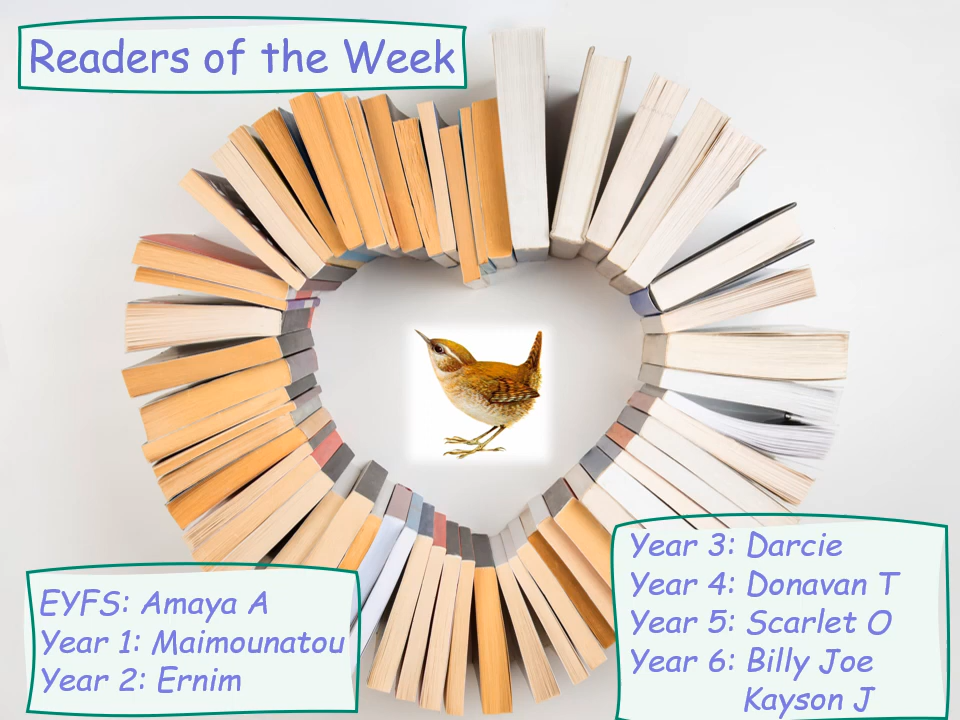 Readers of the Week
EYFS: Amaya A
Year 1: Maimounatou
Year 2: Ernim
Year 3: Darcie
Year 4: Donavan T
Year 5: Scarlet O
Year 6: Billy Joe
Kayson J